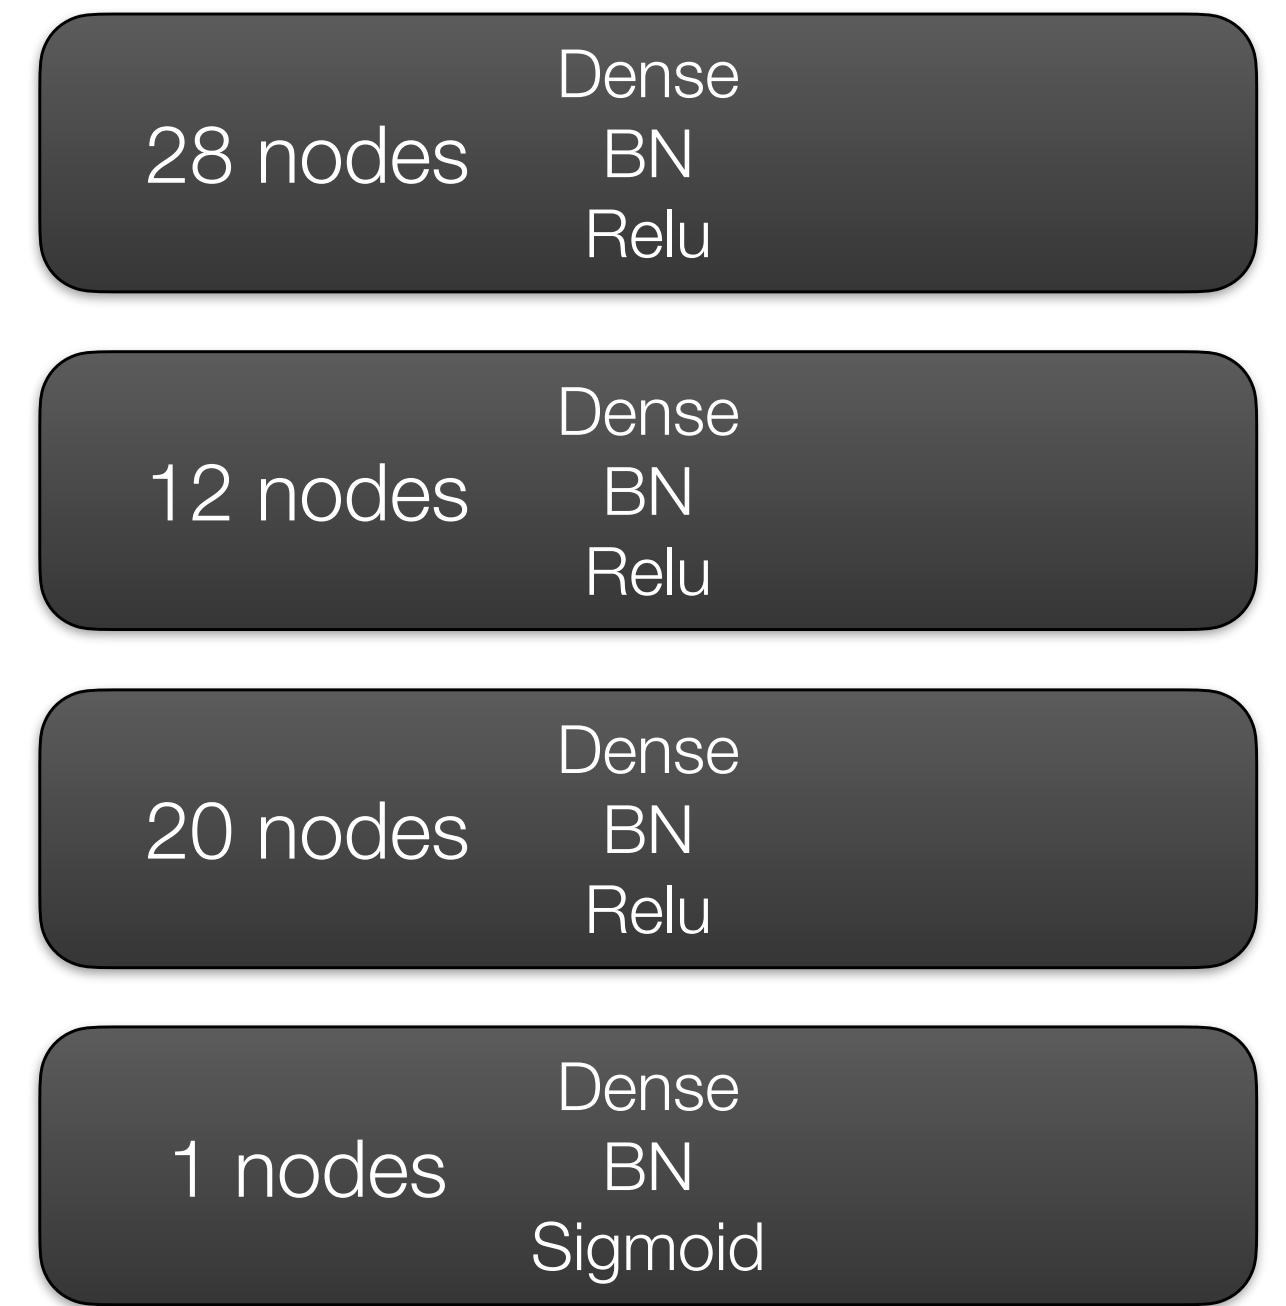 Dense
28 nodes
BN
Relu
Dense
12 nodes
BN
Relu
Dense
20 nodes
BN
Relu
Dense
1 nodes
BN
Sigmoid